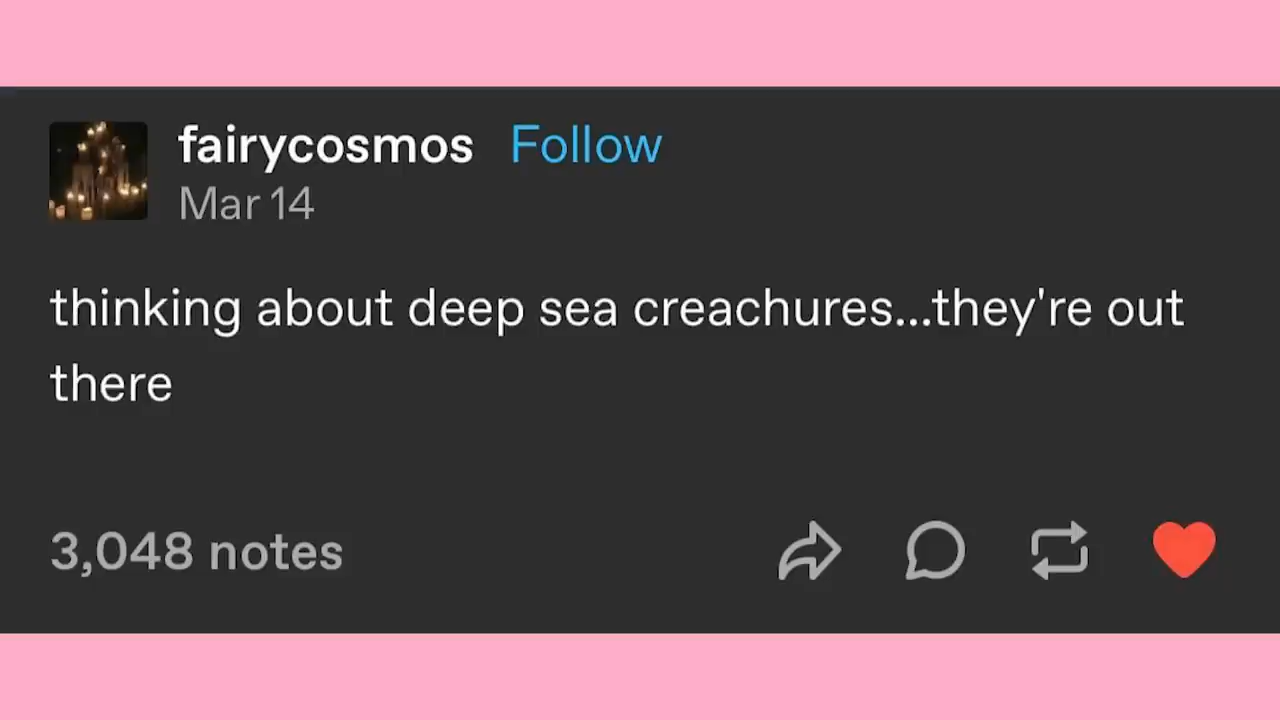 fairycosmos Follow
Mar 14
thinking about deep sea creachures...they're out
there
3,048 notes